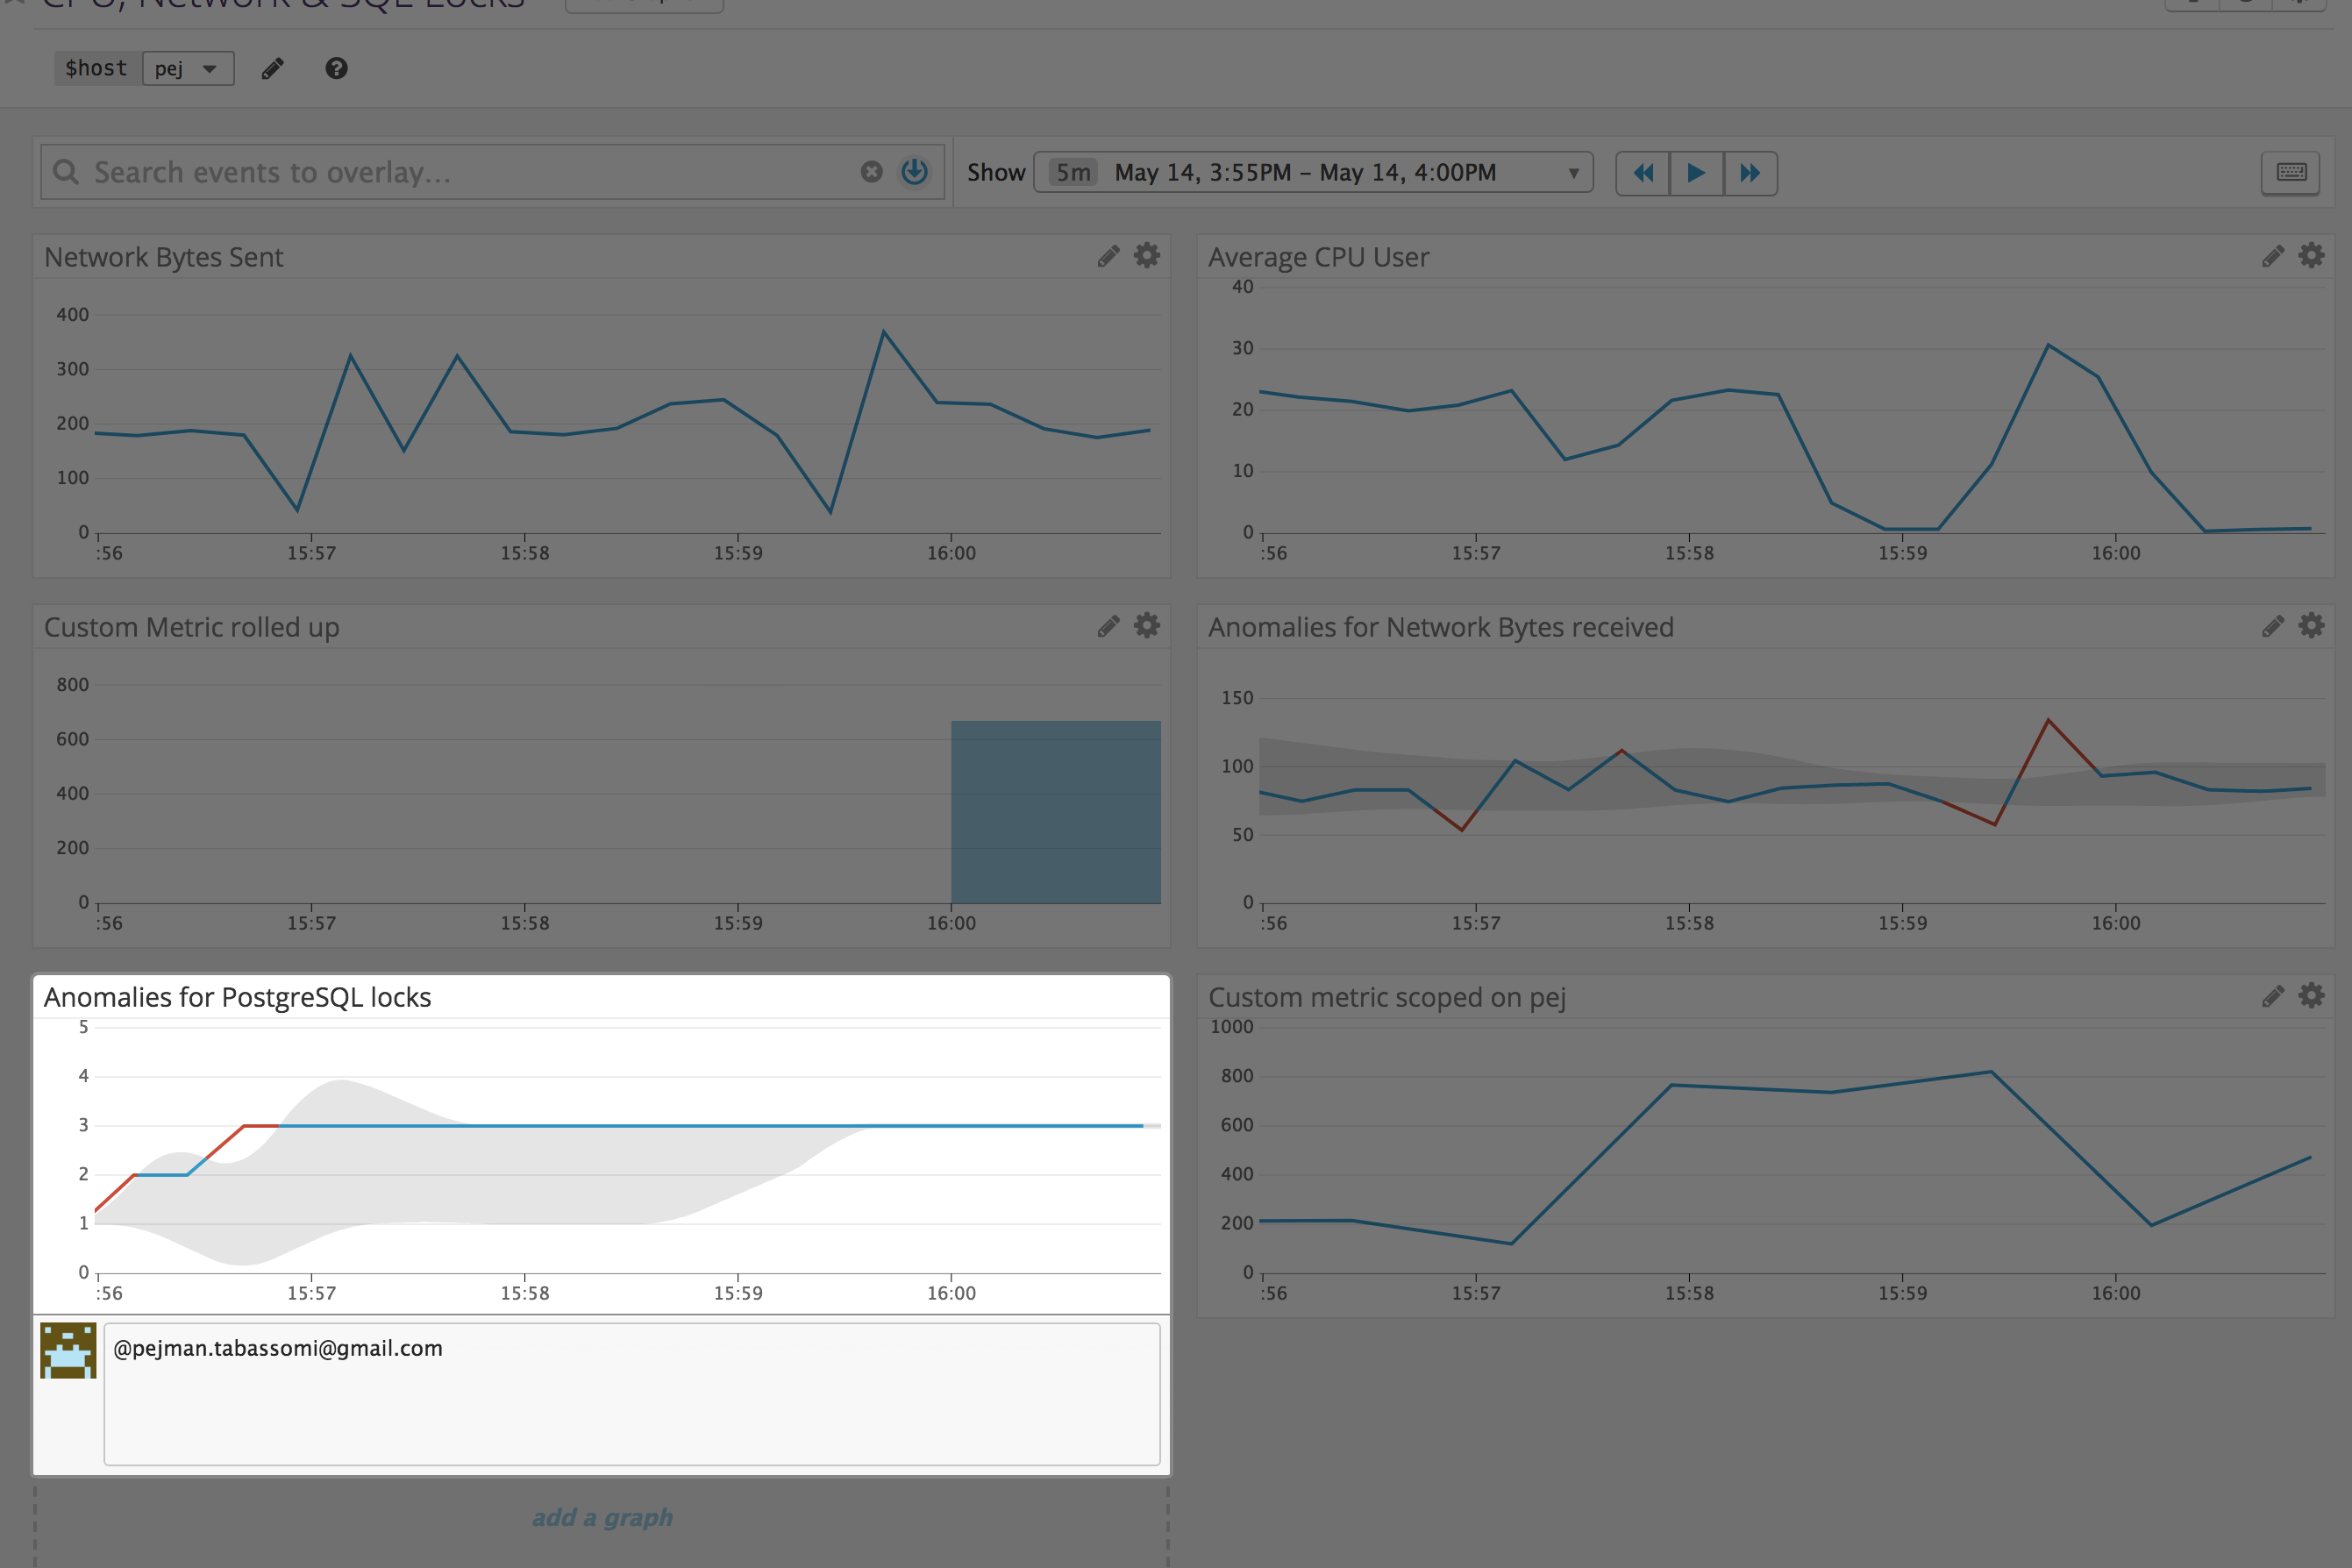 CPU, Network & SQL Locks
$host pej
Search events to overlay...
Show 5m May 14, 3:55PM – May 14, 4:00PM
Network Bytes Sent
400
300
200
100
0
:56 15:57 15:58 15:59 16:00
Average CPU User
40
30
20
10
0
:56 15:57 15:58 15:59 16:00
Custom Metric rolled up
800
600
400
200
0
:56 15:57 15:58 15:59 16:00
Anomalies for Network Bytes received
150
100
50
0
:56 15:57 15:58 15:59 16:00
Anomalies for PostgreSQL locks
5
4
3
2
1
0
:56 15:57 15:58 15:59 16:00
@pejman.tabassomi@gmail.com
Custom metric scoped on pej
1000
800
600
400
200
0
:56 15:57 15:58 15:59 16:00
add a graph